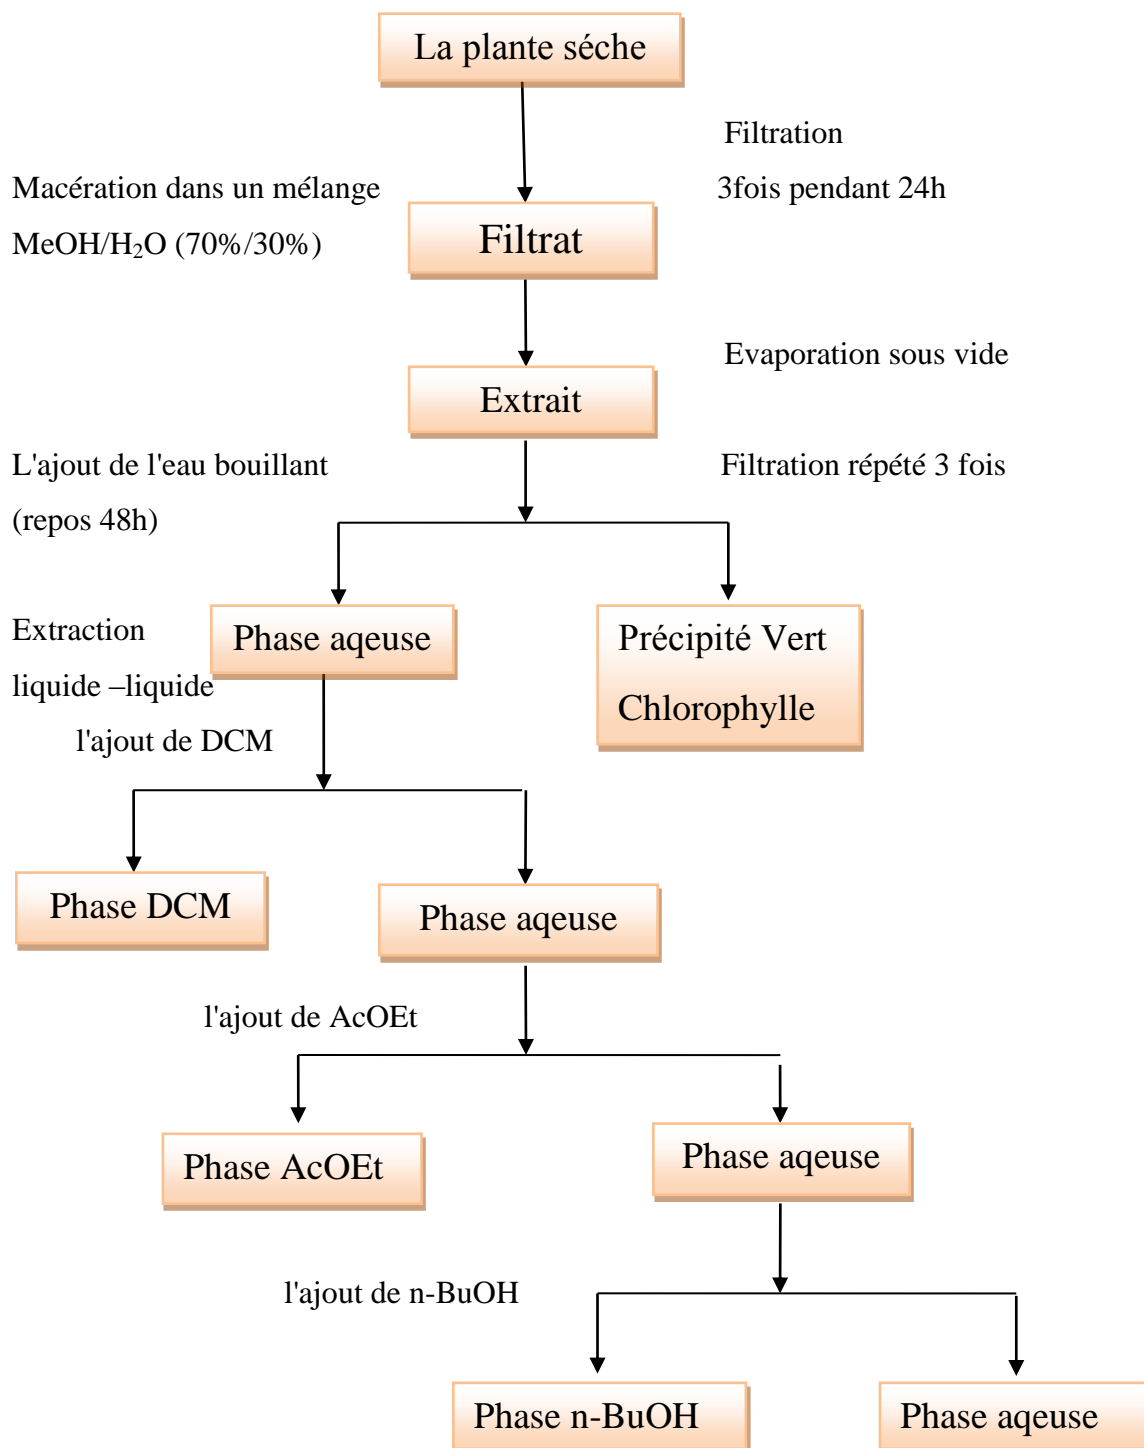 La plante séche
Filtration
Macération dans un mélange
3fois pendant 24h
MeOH/H₂O (70%/30%)
Filtrat
Evaporation sous vide
Extrait
L'ajout de l'eau bouillant
Filtration répété 3 fois
(repos 48h)
Extraction
Phase aqeuse
Précipité Vert
liquide –liquide
Chlorophylle
l'ajout de DCM
Phase DCM
Phase aqeuse
l'ajout de AcOEt
Phase AcOEt
Phase aqeuse
l'ajout de n-BuOH
Phase n-BuOH
Phase aqeuse